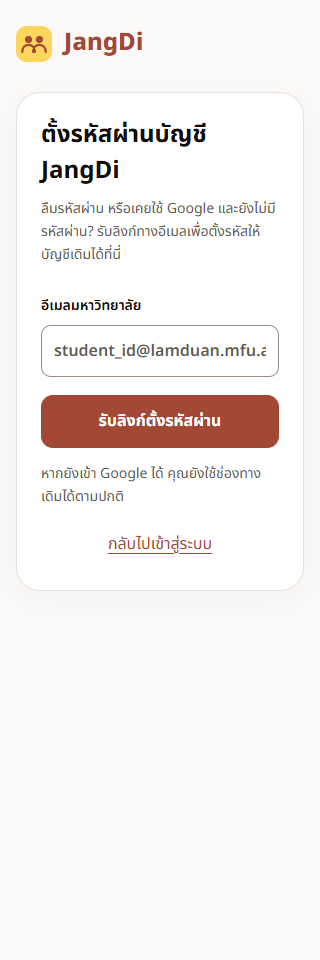 JangDi
ตั้งรหัสผ่านบัญชี
JangDi
ลืมรหัสผ่าน หรือเคยใช้ Google และยังไม่มี
รหัสผ่าน? รับลิงก์ทางอีเมลเพื่อตั้งรหัสให้
บัญชีเดิมได้ที่นี่
อีเมลมหาวิทยาลัย
student_id@lamduan.mfu.a
รับลิงก์ตั้งรหัสผ่าน
หากยังเข้า Google ได้ คุณยังใช้ช่องทาง
เดิมได้ตามปกติ
กลับไปเข้าสู่ระบบ